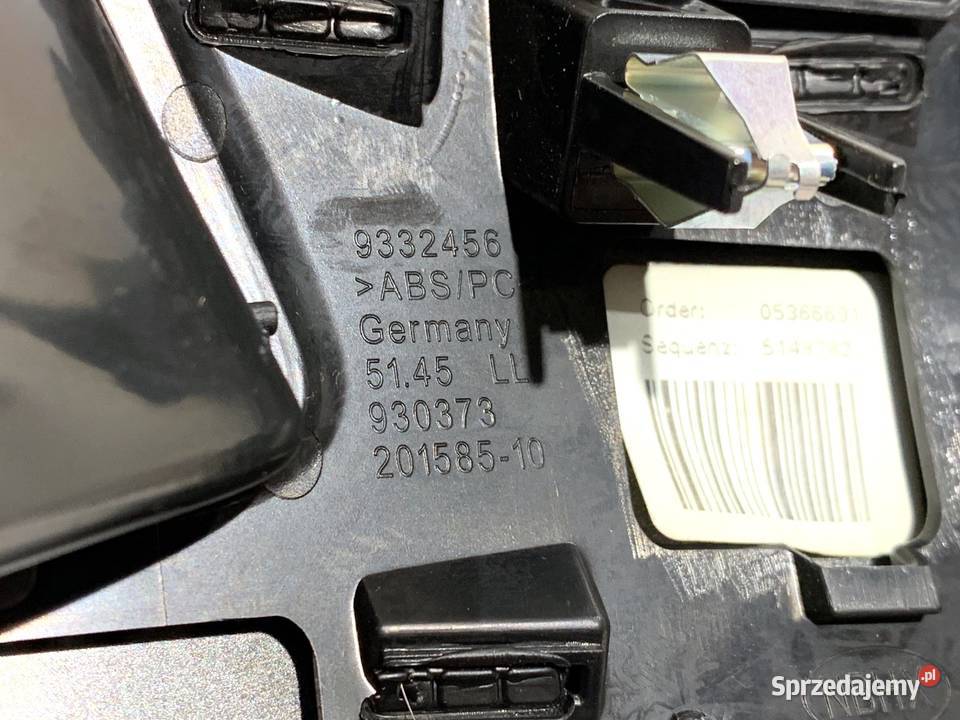 9332456
>ABS/PC
Germany
51.45 LL
930373
201585-10
Order:
Sequenz:
Sprzedajemy.pl